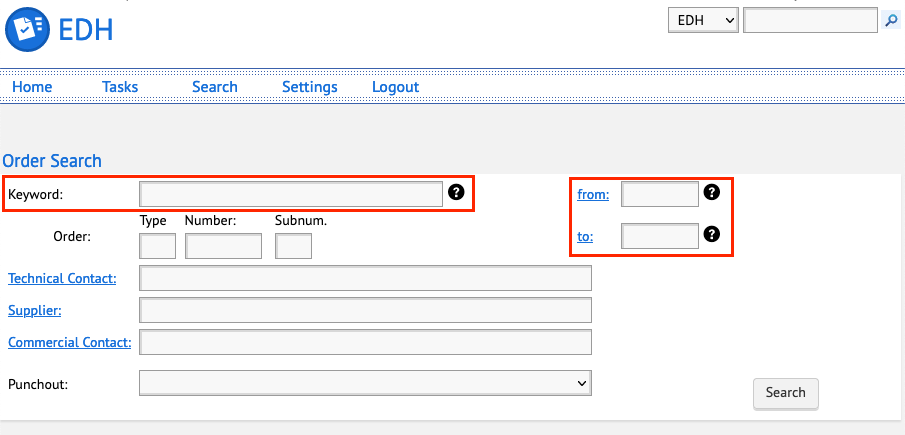 EDH
EDH
Home Tasks Search Settings Logout
Order Search
Keyword: ? from: ?
Type Number: Subnum.
Order: to: ?
Technical Contact:
Supplier:
Commercial Contact:
Punchout:
Search